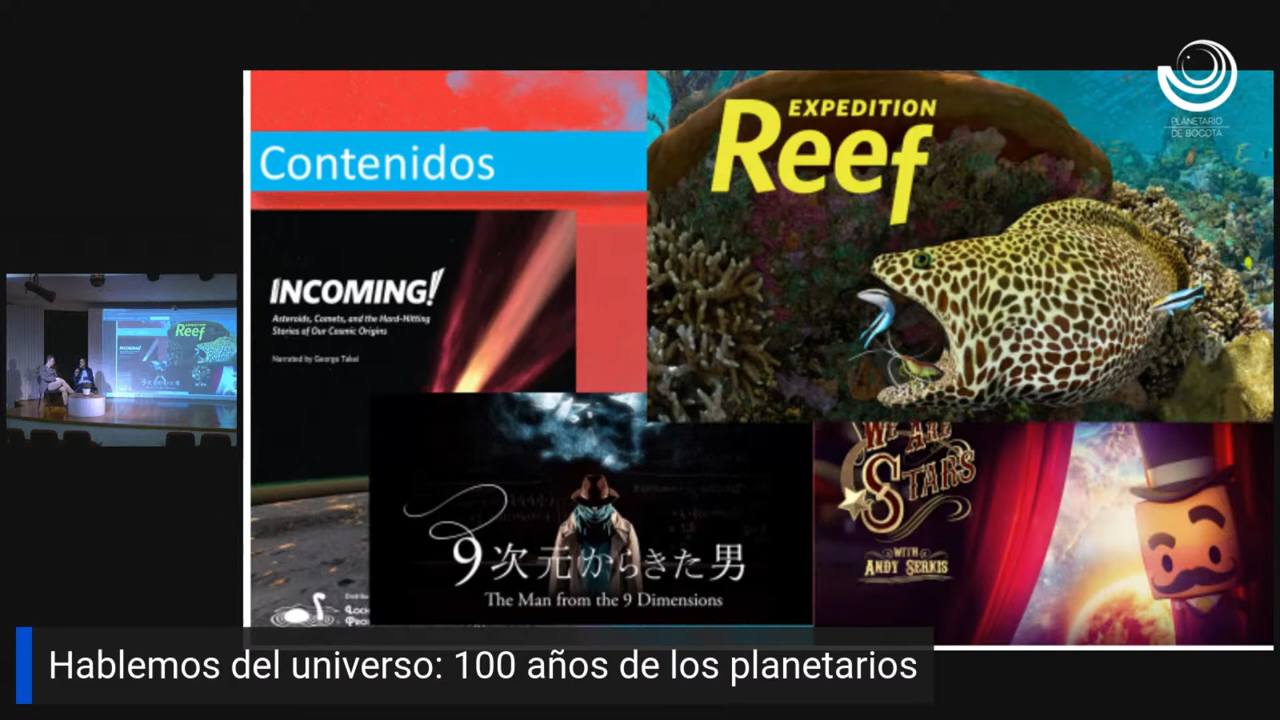 PLANETARIO
DE BOGOTÁ
Contenidos
EXPEDITION
Reef
INCOMING!
Asteroids, Comets, and the Hard-Hitting
Stories of Our Cosmic Origins
Narrated by George Takei
WE ARE
STARS
WITH
ANDY SERKIS
9次元からきた男
The Man from the 9 Dimensions
Hablemos del universo: 100 años de los planetarios